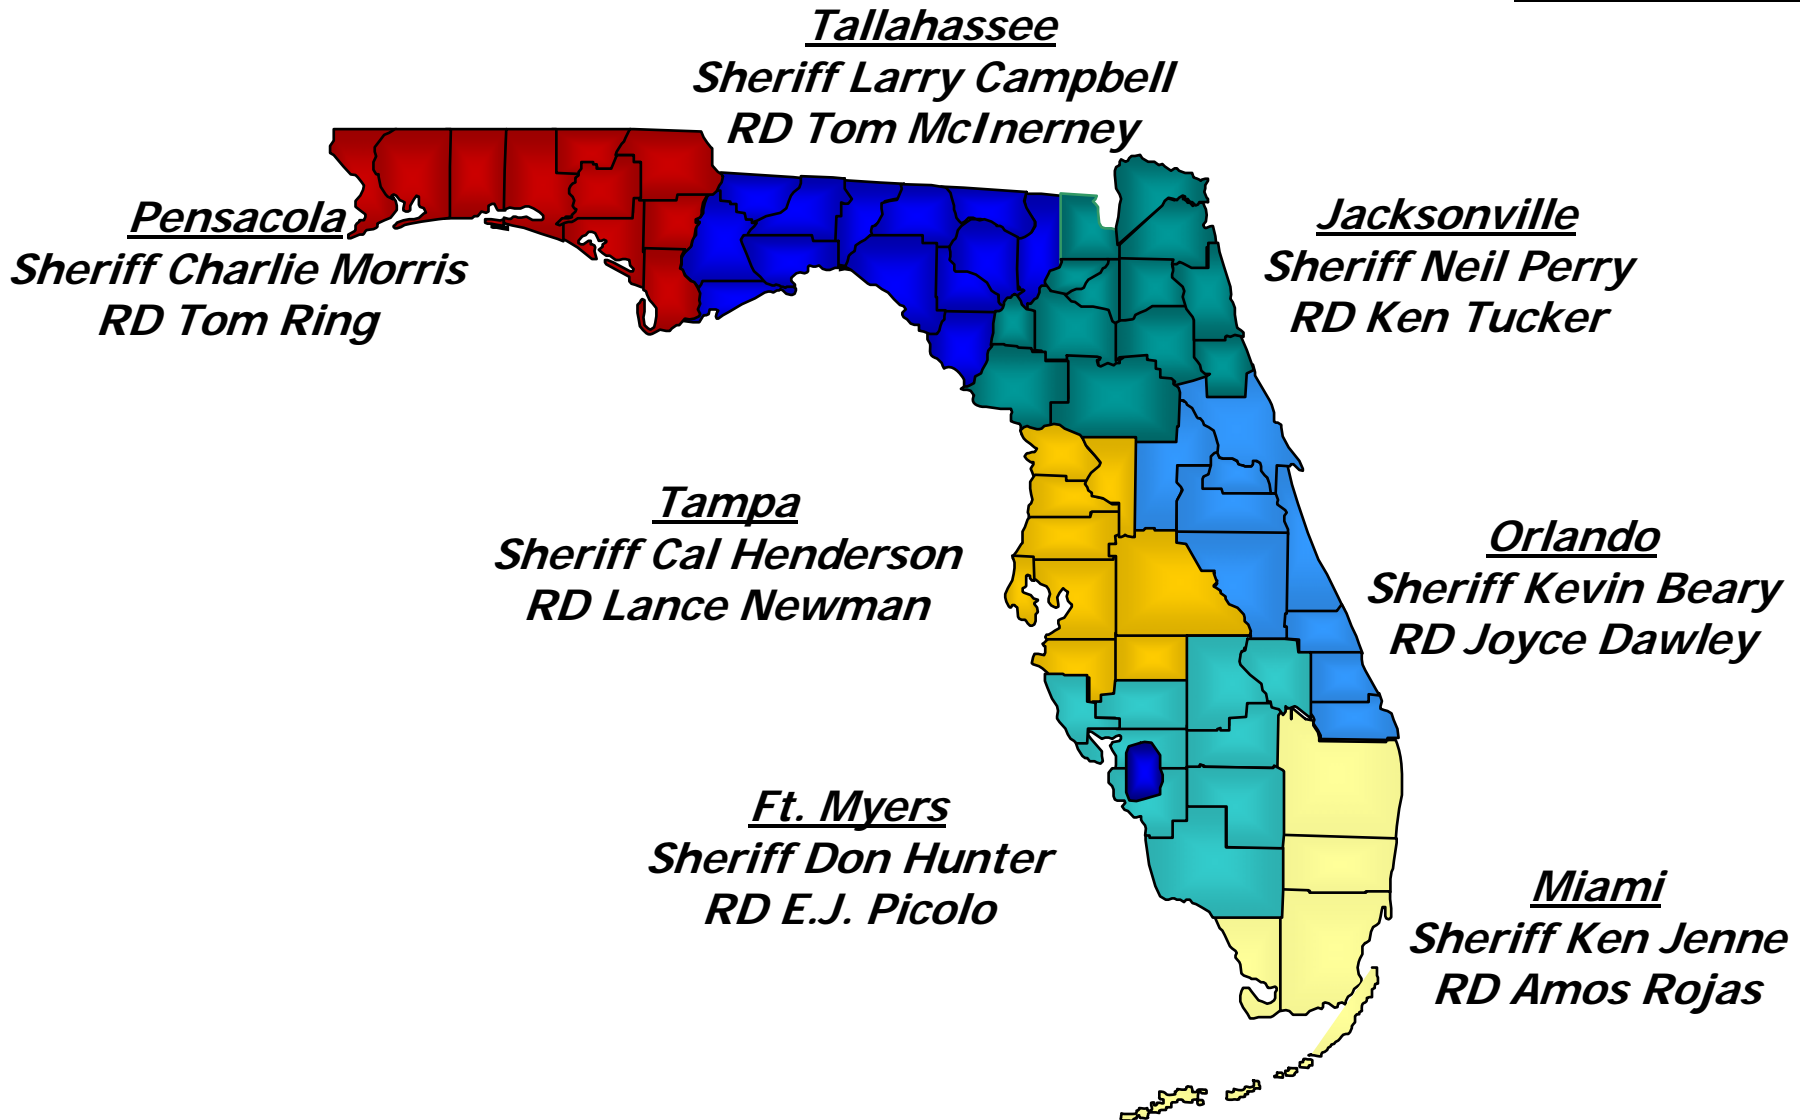 Tallahassee
Sheriff Larry Campbell
RD Tom McInerney
Pensacola
Sheriff Charlie Morris
RD Tom Ring
Jacksonville
Sheriff Neil Perry
RD Ken Tucker
Tampa
Sheriff Cal Henderson
RD Lance Newman
Orlando
Sheriff Kevin Beary
RD Joyce Dawley
Ft. Myers
Sheriff Don Hunter
RD E.J. Picolo
Miami
Sheriff Ken Jenne
RD Amos Rojas